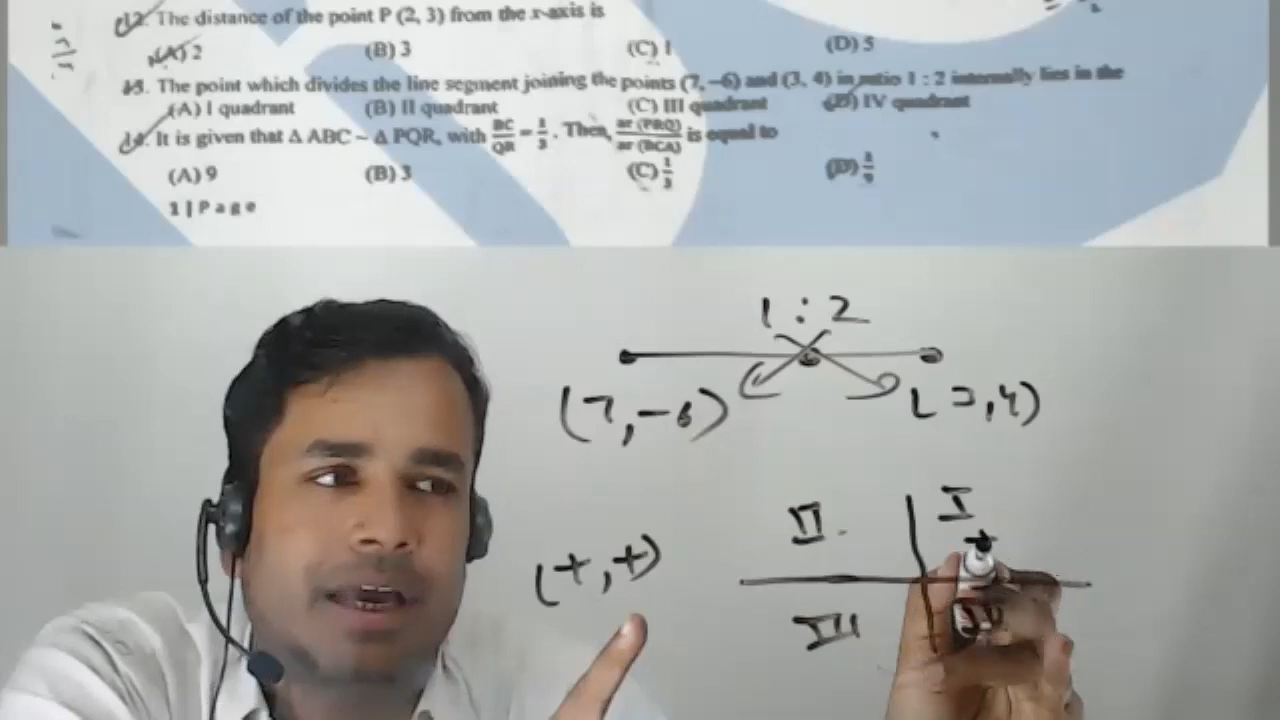 12. The distance of the point P (2, 3) from the x-axis is
(A) 2 (B) 3 (C) 1 (D) 5
13. The point which divides the line segment joining the points (7, –6) and (3, 4) in ratio 1 : 2 internally lies in the
(A) I quadrant (B) II quadrant (C) III quadrant (D) IV quadrant
14. It is given that Δ ABC ~ Δ PQR, with BC/QR = 1/3. Then, ar (PRQ)/ar (BCA) is equal to
(A) 9 (B) 3 (C) 1/3 (D) 1/9
1 | Page
1 : 2
(7, -6) (3, 4)
II I
(+, +) +
III IV